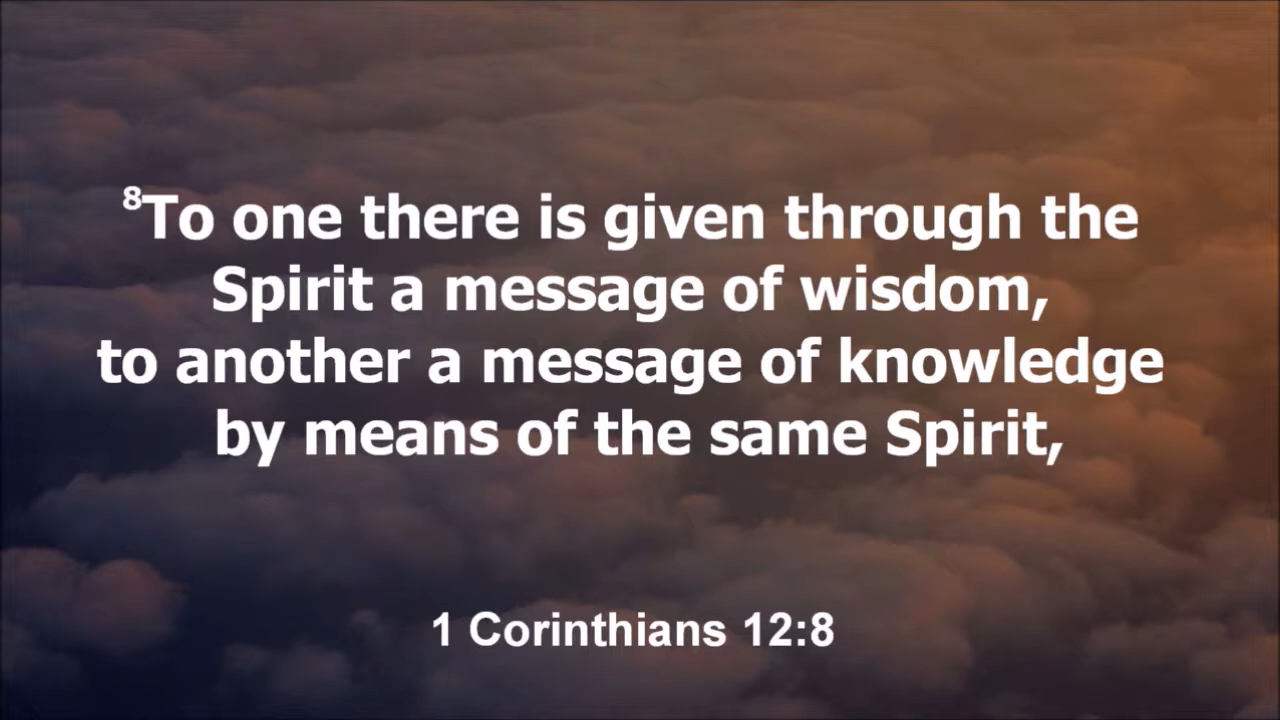 ⁸To one there is given through the
Spirit a message of wisdom,
to another a message of knowledge
by means of the same Spirit,
1 Corinthians 12:8